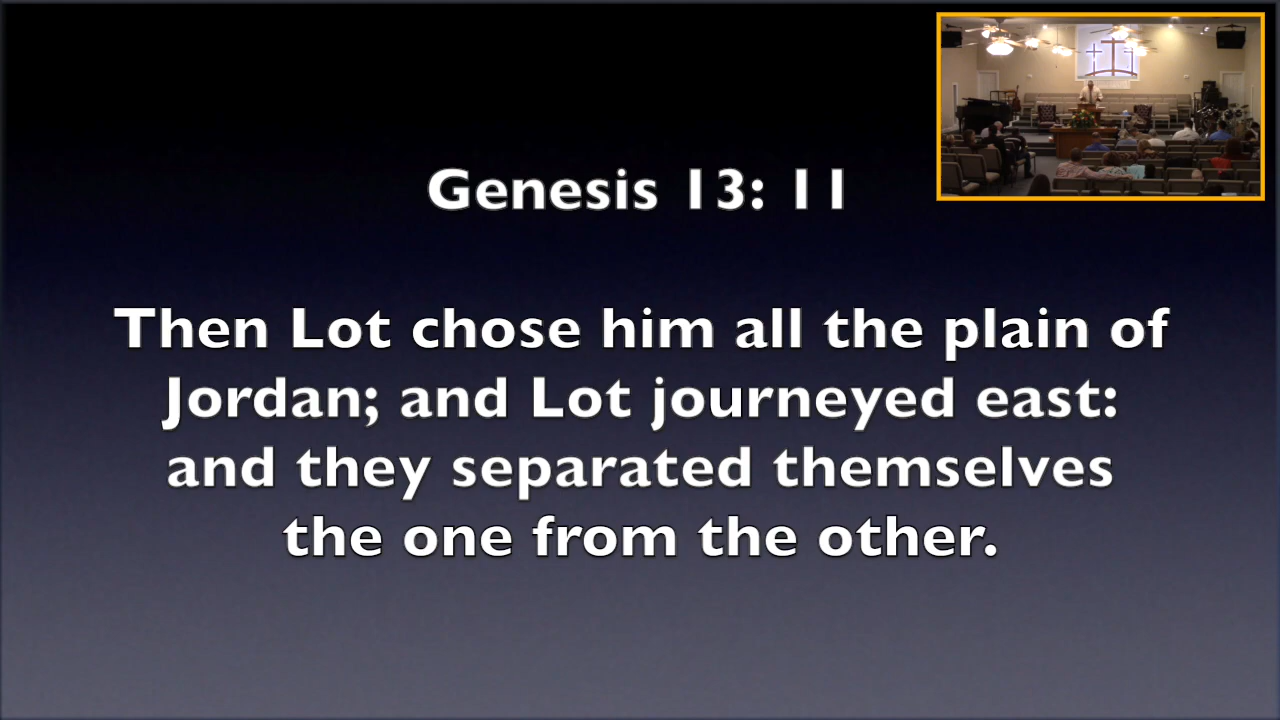 Genesis 13: 11
Then Lot chose him all the plain of
Jordan; and Lot journeyed east:
and they separated themselves
the one from the other.